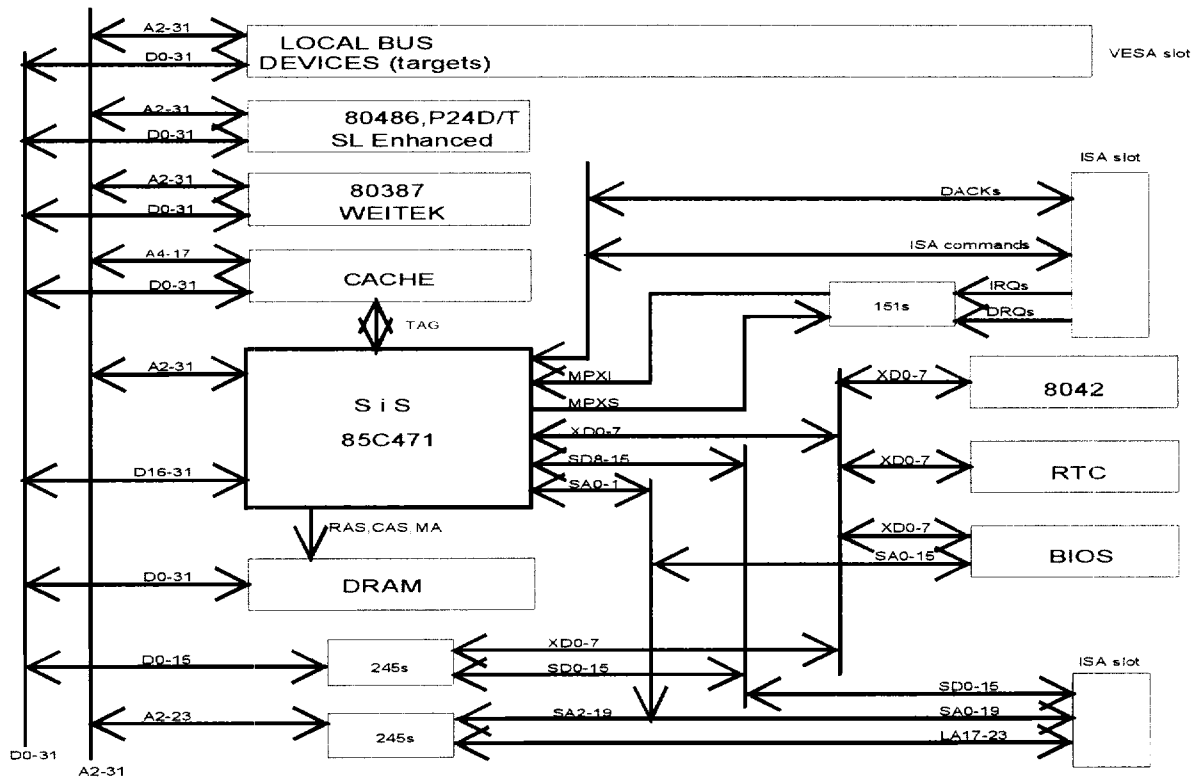 A2-31
LOCAL BUS
DEVICES (targets)
D0-31
VESA slot
A2-31
80486,P24D/T
D0-31
SL Enhanced
ISA slot
A2-31
80387
DACKs
D0-31
WEITEK
A4-17
ISA commands
CACHE
D0-31
IRQs
151s
DRQs
TAG
A2-31
MPXI
XD0-7
8042
SiS
MPXS
85C471
XD0-7
SD8-15
XD0-7
RTC
D16-31
SA0-1
RAS,CAS,MA
XD0-7
SA0-15
BIOS
D0-31
DRAM
XD0-7
D0-15
245s
SD0-15
ISA slot
SD0-15
A2-23
SA2-19
SA0-19
245s
LA17-23
D0-31
A2-31